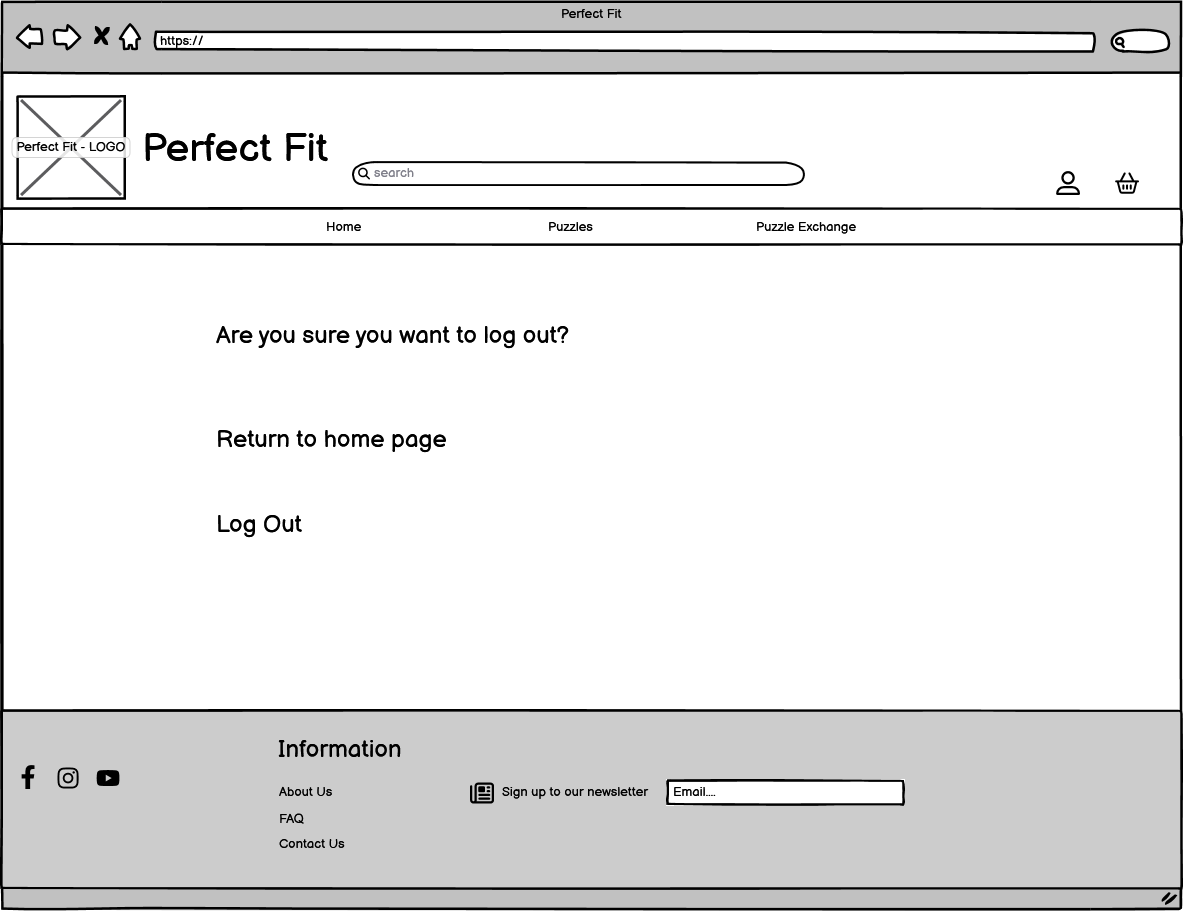 Perfect Fit
https://
Perfect Fit - LOGO
Perfect Fit
search
Home Puzzles Puzzle Exchange
Are you sure you want to log out?
Return to home page
Log Out
Information
About Us
Sign up to our newsletter
Email....
FAQ
Contact Us